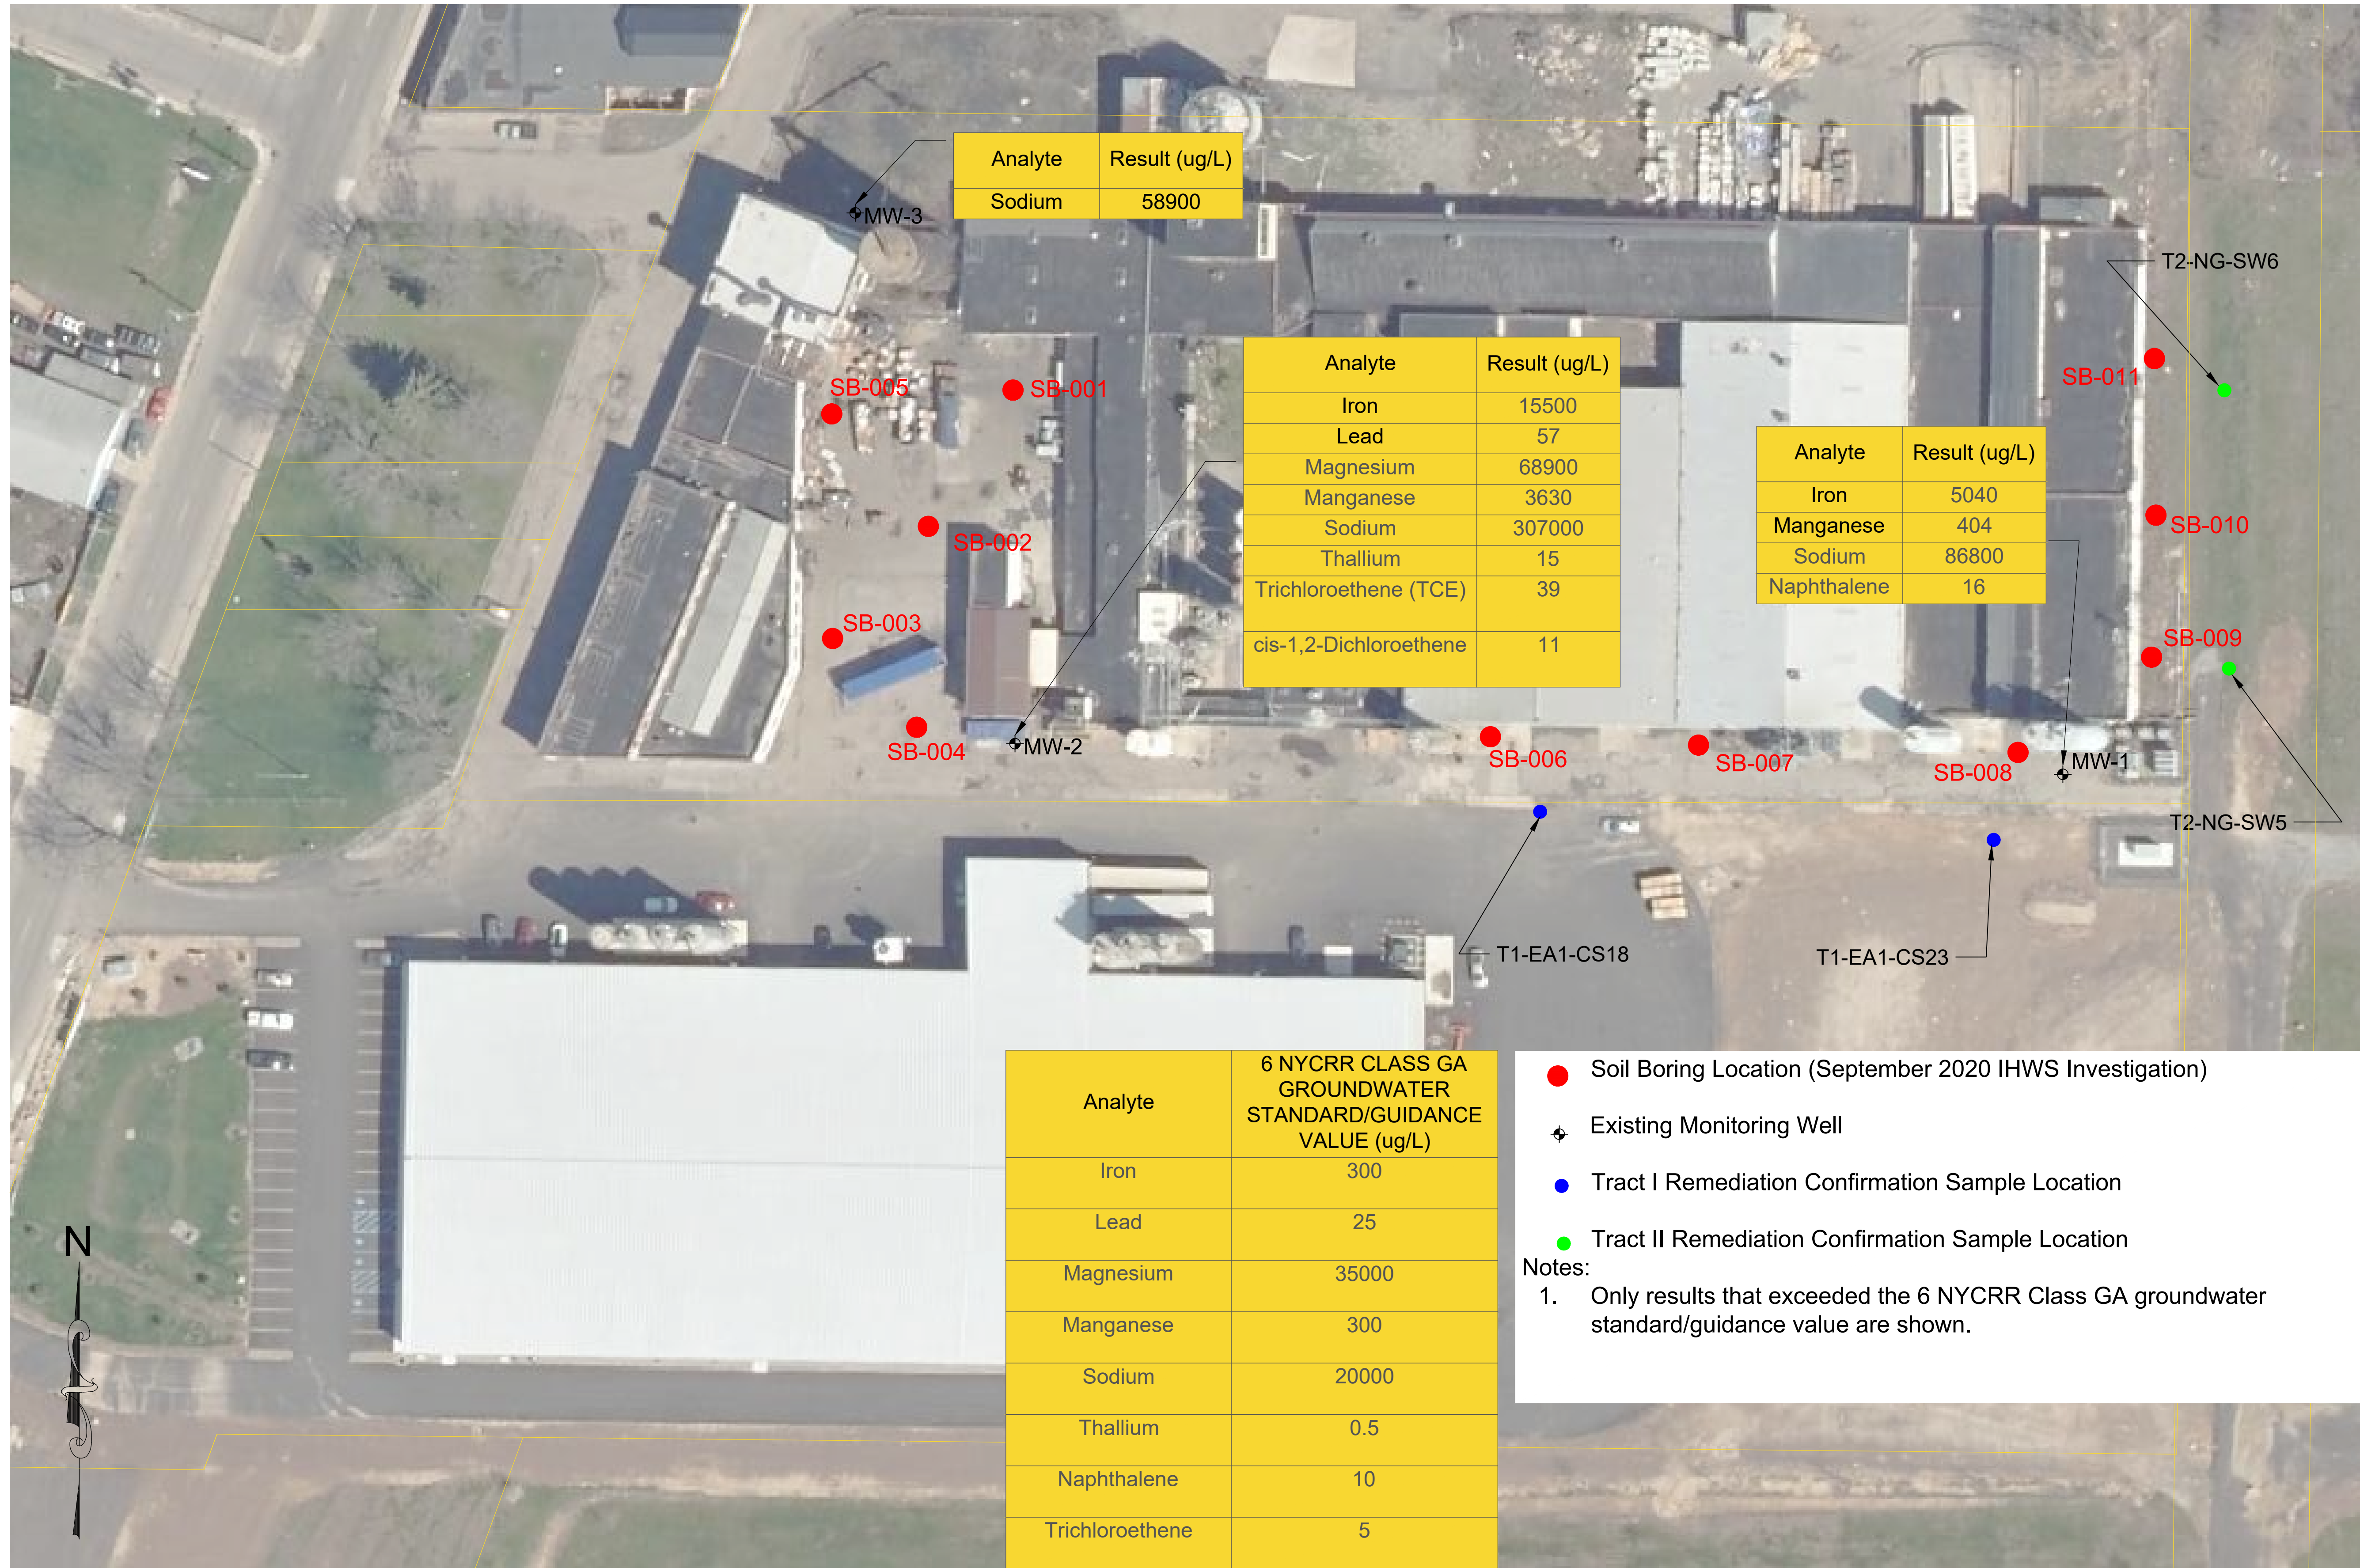 Analyte Result (ug/L)
Sodium 58900
MW-3
T2-NG-SW6
Analyte Result (ug/L)
Iron 15500
Lead 57
Magnesium 68900
Manganese 3630
Sodium 307000
Thallium 15
Trichloroethene (TCE) 39
cis-1,2-Dichloroethene 11
SB-005
SB-001
SB-011
Analyte Result (ug/L)
Iron 5040
Manganese 404
Sodium 86800
Naphthalene 16
SB-002
SB-010
SB-003
SB-009
SB-004
MW-2
SB-006
SB-007
SB-008
MW-1
T2-NG-SW5
T1-EA1-CS18
T1-EA1-CS23
Analyte 6 NYCRR CLASS GA
GROUNDWATER
STANDARD/GUIDANCE
VALUE (ug/L)
Iron 300
Lead 25
Magnesium 35000
Manganese 300
Sodium 20000
Thallium 0.5
Naphthalene 10
Trichloroethene 5
Soil Boring Location (September 2020 IHWS Investigation)
Existing Monitoring Well
Tract I Remediation Confirmation Sample Location
Tract II Remediation Confirmation Sample Location
Notes:
1. Only results that exceeded the 6 NYCRR Class GA groundwater
standard/guidance value are shown.
N